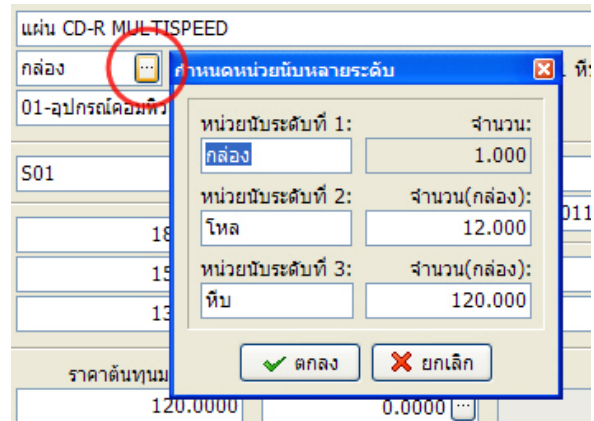 แผ่น CD-R MULTISPEED
กล่อง ...
กำหนดหน่วยนับหลายระดับ
01-อุปกรณ์คอมพิว
หน่วยนับระดับที่ 1: จำนวน:
กล่อง 1.000
S01
หน่วยนับระดับที่ 2: จำนวน(กล่อง):
โหล 12.000
011
18
หน่วยนับระดับที่ 3: จำนวน(กล่อง):
15
หีบ 120.000
13
ตกลง ยกเลิก
ราคาต้นทุนม
120.0000 0.0000 ...